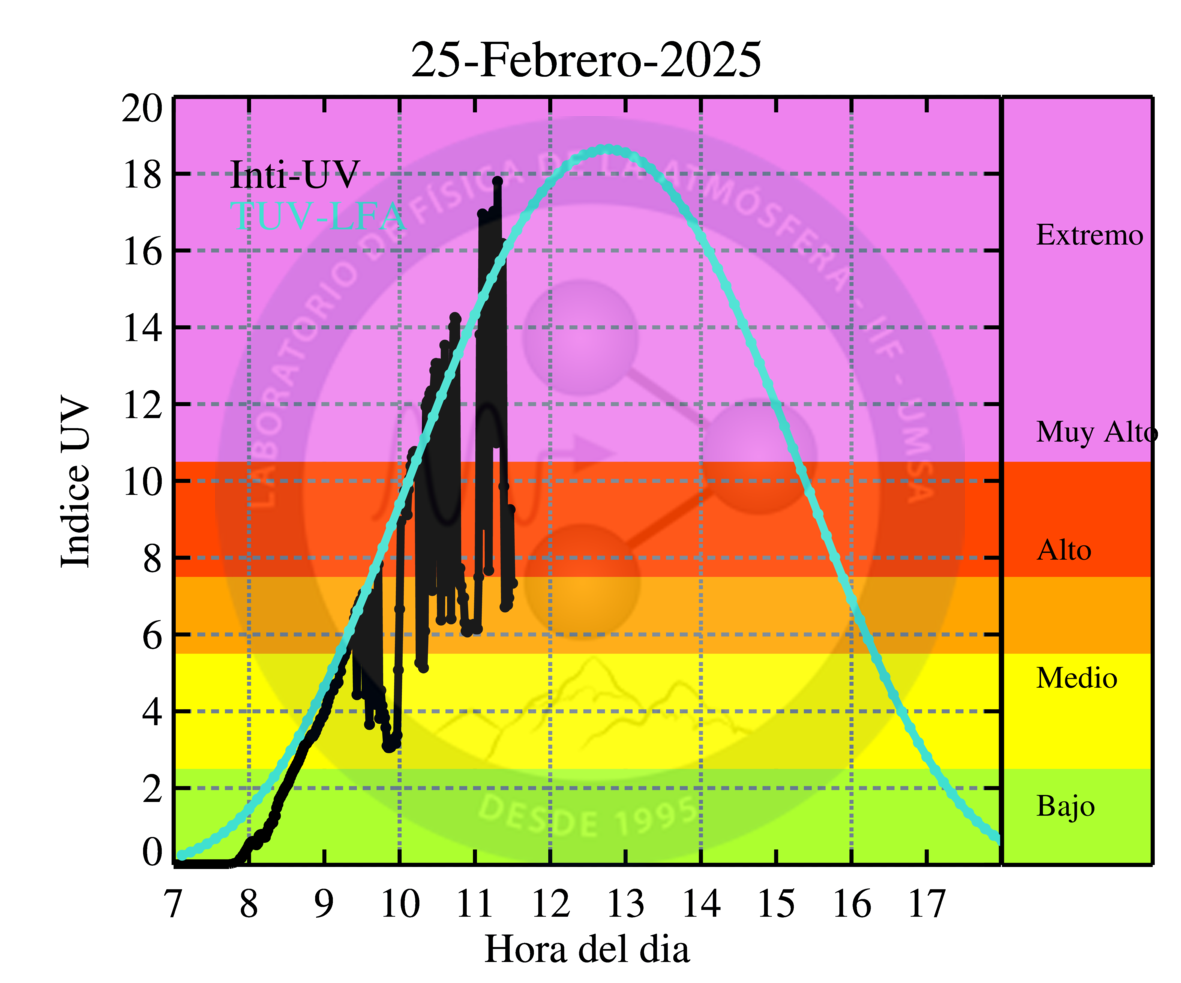 25-Febrero-2025
20
18
16
14
12
10
8
6
4
2
0
Indice UV
Inti-UV
TUV-LFA
LABORATORIO DE FÍSICA DE LA ATMÓSFERA - IIF - UMSA
DESDE 1995
Extremo
Muy Alto
Alto
Medio
Bajo
7 8 9 10 11 12 13 14 15 16 17
Hora del dia